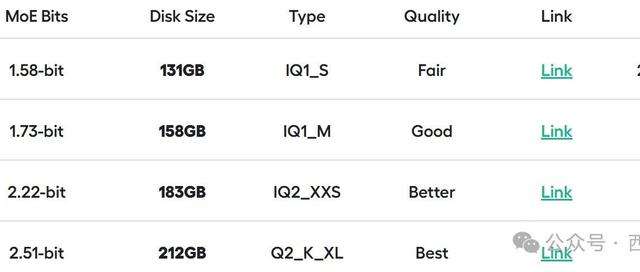 MoE Bits Disk Size Type Quality Link
1.58-bit 131GB IQ1_S Fair Link
1.73-bit 158GB IQ1_M Good Link
2.22-bit 183GB IQ2_XXS Better Link
2.51-bit 212GB Q2_K_XL Best Link
公众号 · 西